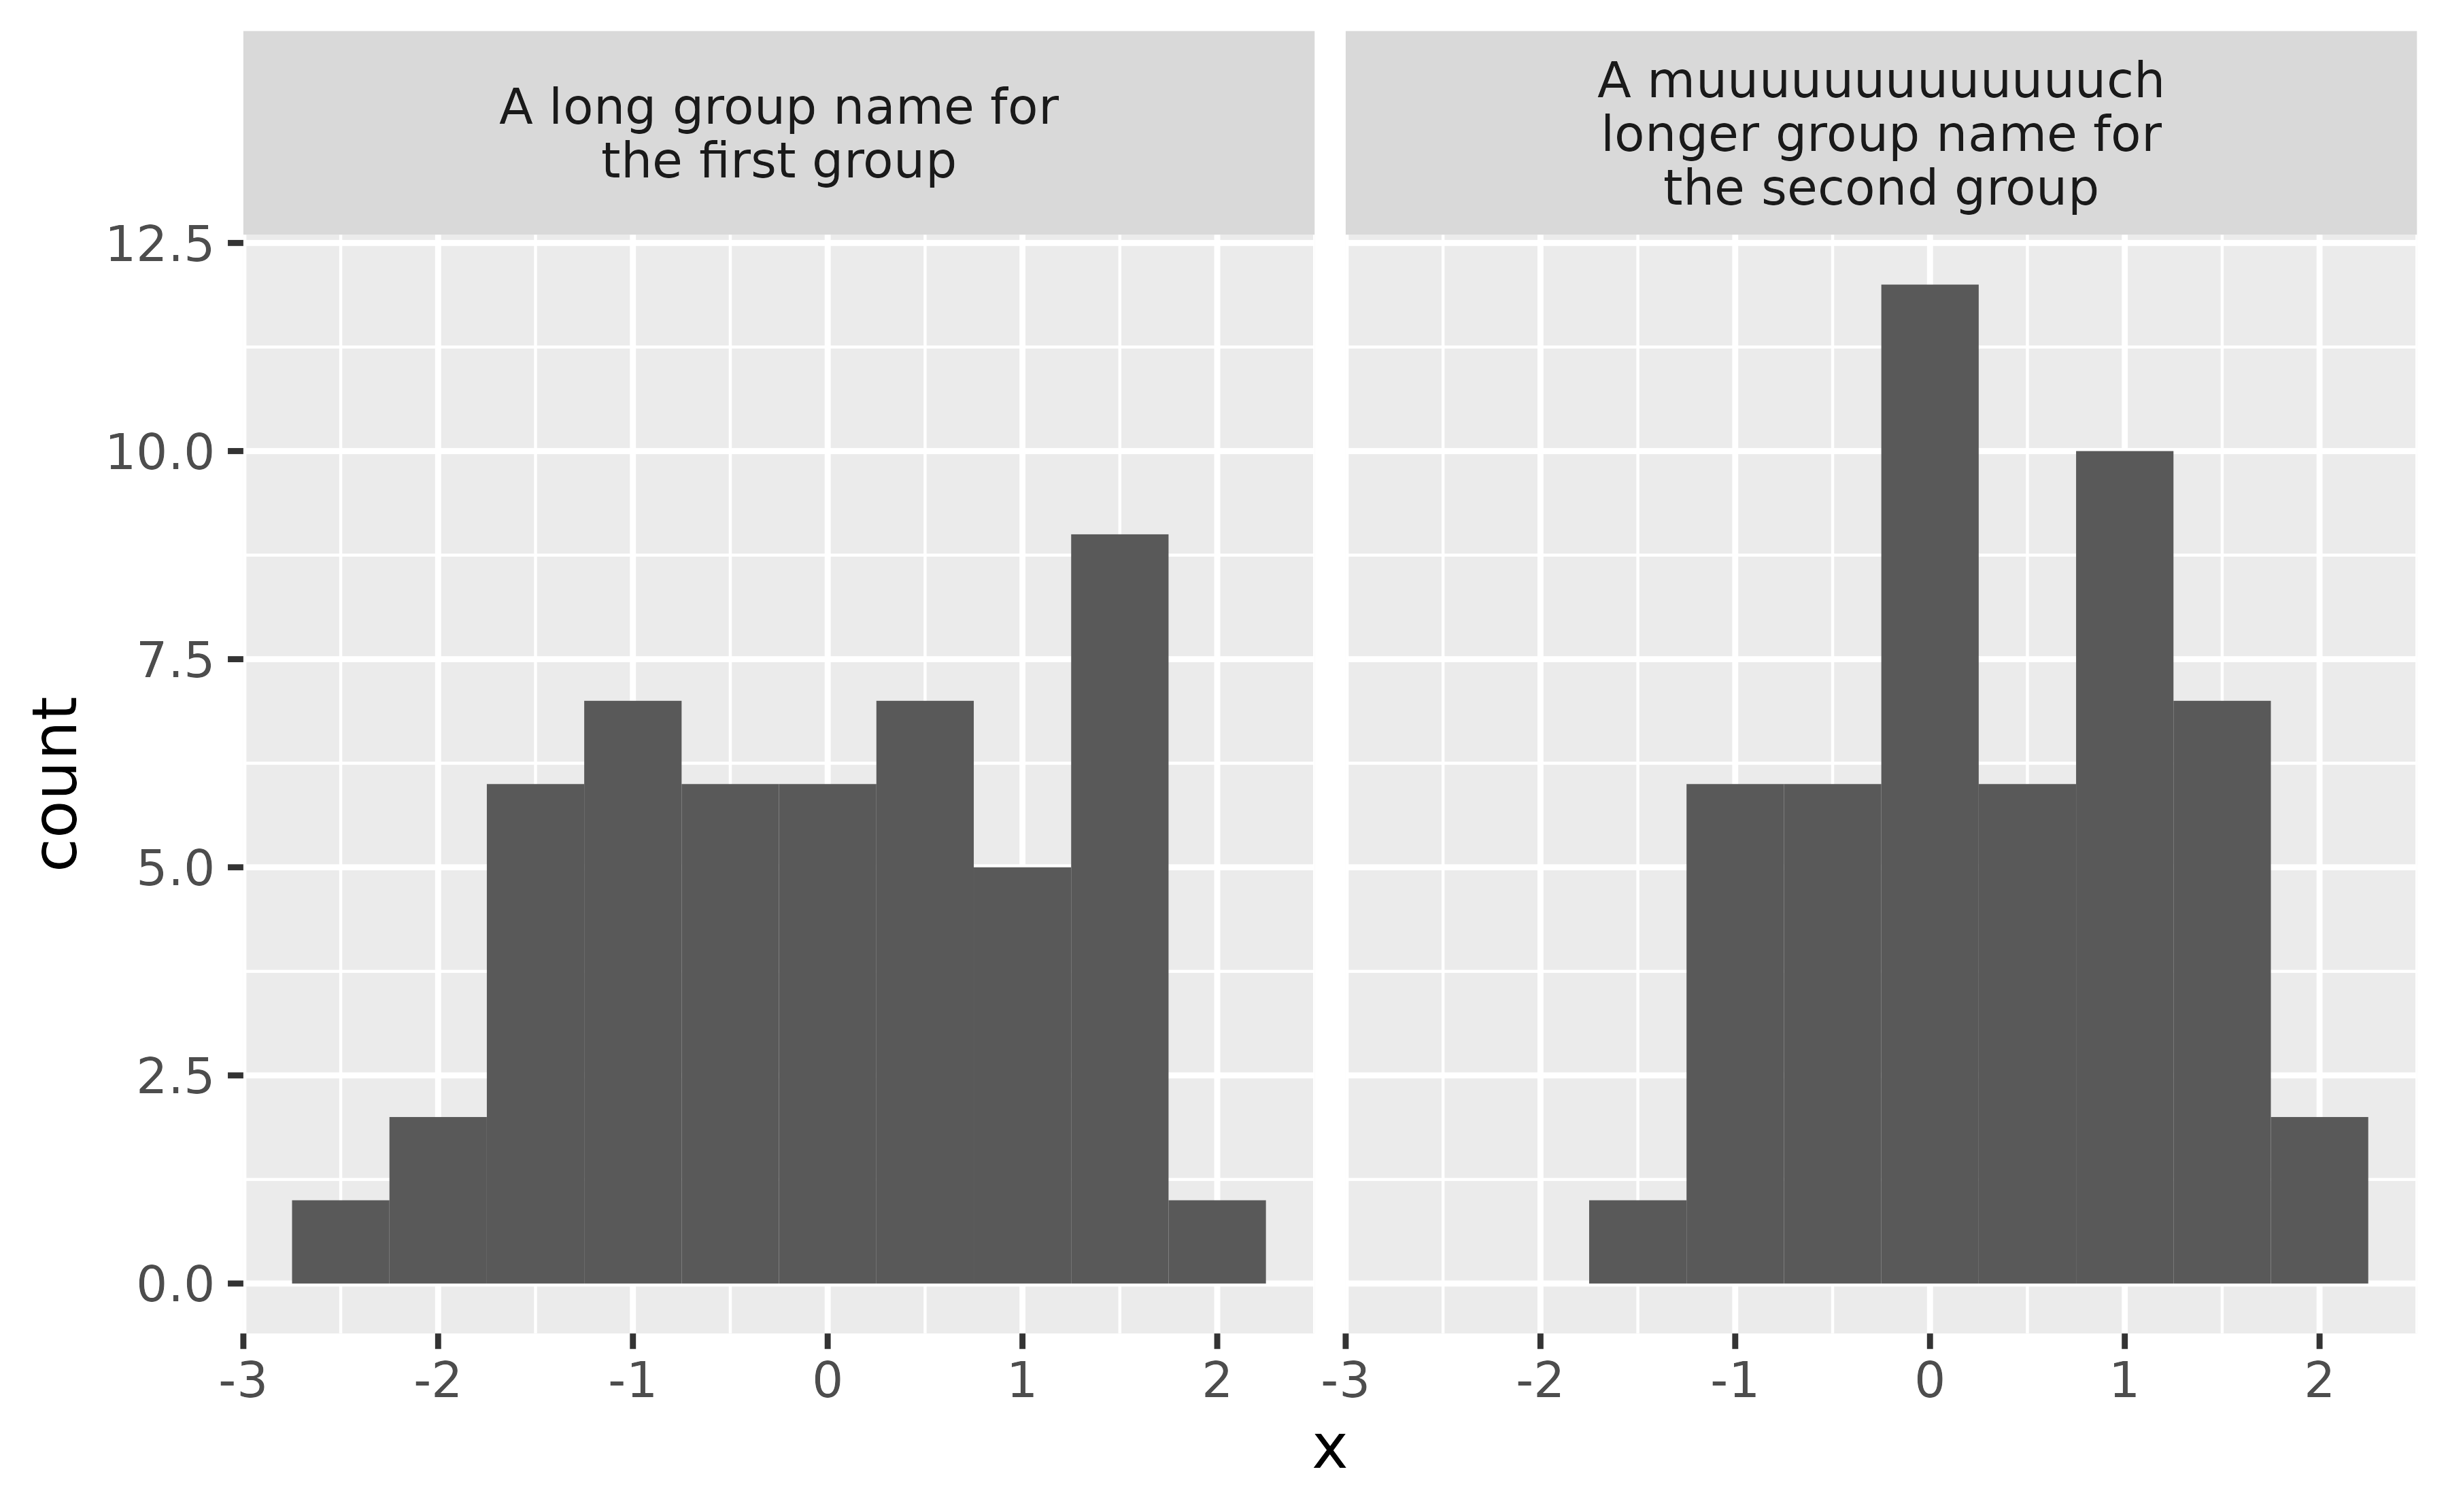 A long group name for
the first group
A muuuuuuuuuuuuuuch
longer group name for
the second group
12.5
10.0
7.5
5.0
2.5
0.0
count
-3 -2 -1 0 1 2 -3 -2 -1 0 1 2
x